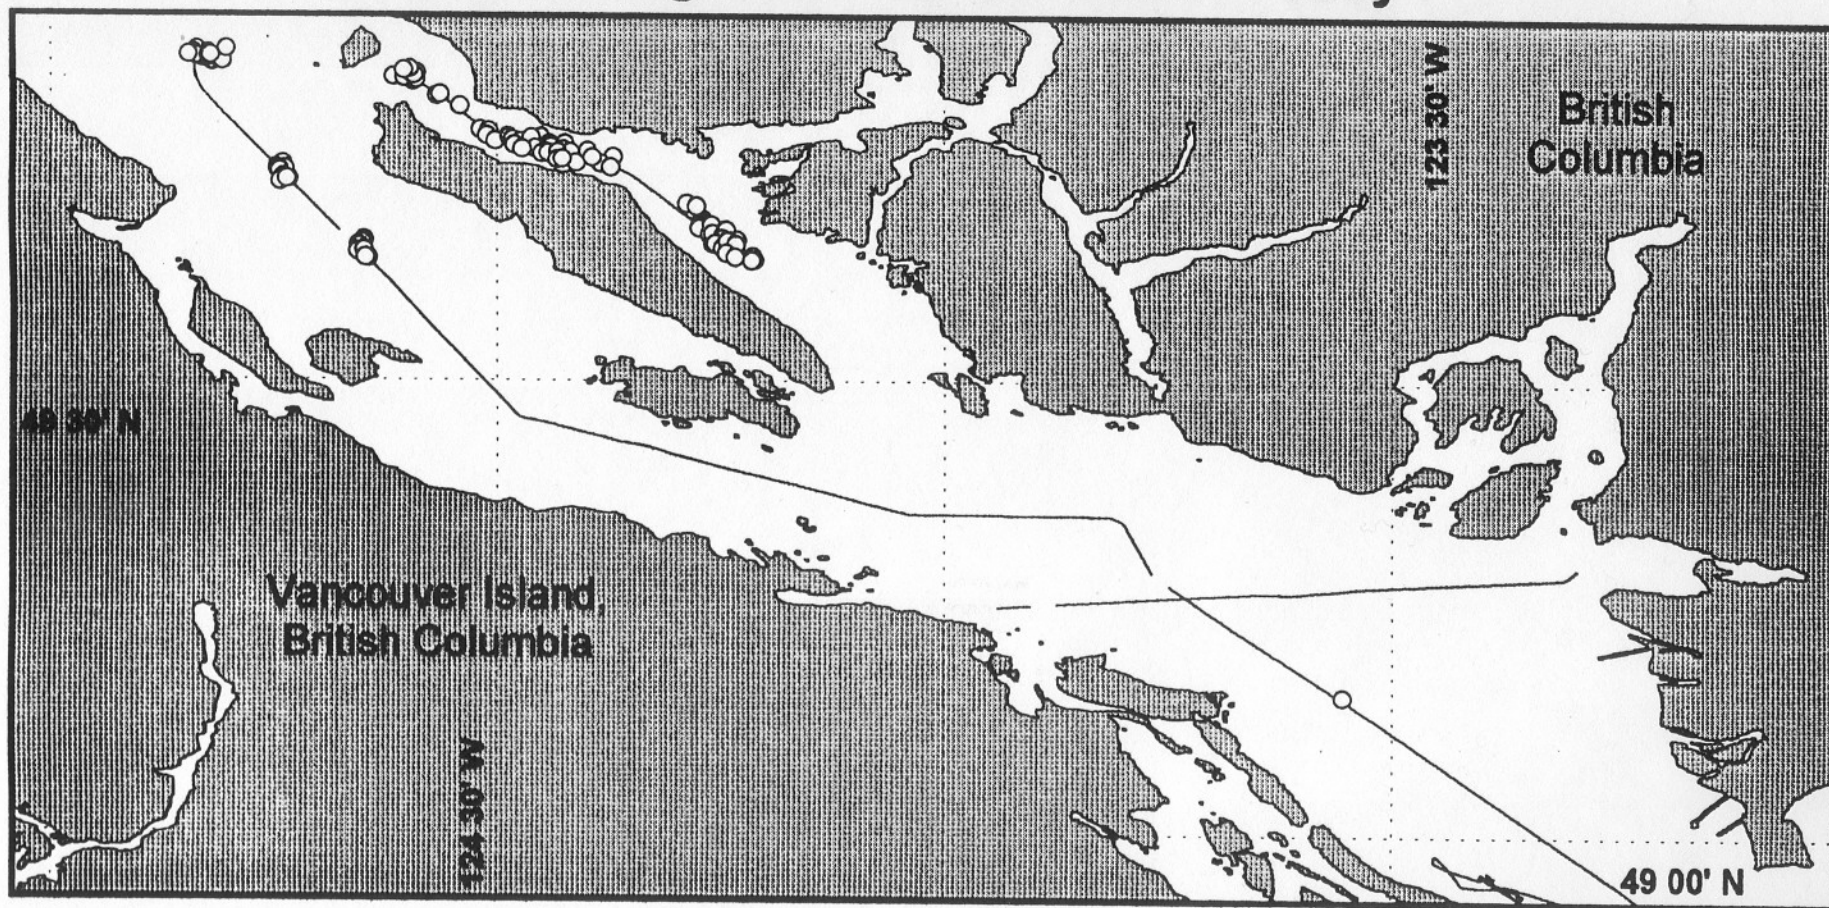 123 30' W
British
Columbia
49 30' N
Vancouver Island,
British Columbia
124 30' W
49 00' N